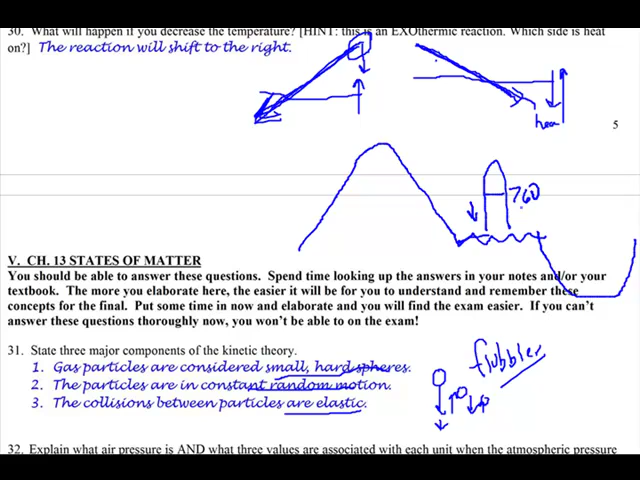 30. What will happen if you decrease the temperature? [HINT: this is an EXOthermic reaction. Which side is heat
on?] The reaction will shift to the right.
5
760
V. CH. 13 STATES OF MATTER
You should be able to answer these questions. Spend time looking up the answers in your notes and/or your
textbook. The more you elaborate here, the easier it will be for you to understand and remember these
concepts for the final. Put some time in now and elaborate and you will find the exam easier. If you can't
answer these questions thoroughly now, you won't be able to on the exam!
31. State three major components of the kinetic theory.
1. Gas particles are considered small, hard spheres.
2. The particles are in constant random motion.
3. The collisions between particles are elastic.
flubber
32. Explain what air pressure is AND what three values are associated with each unit when the atmospheric pressure